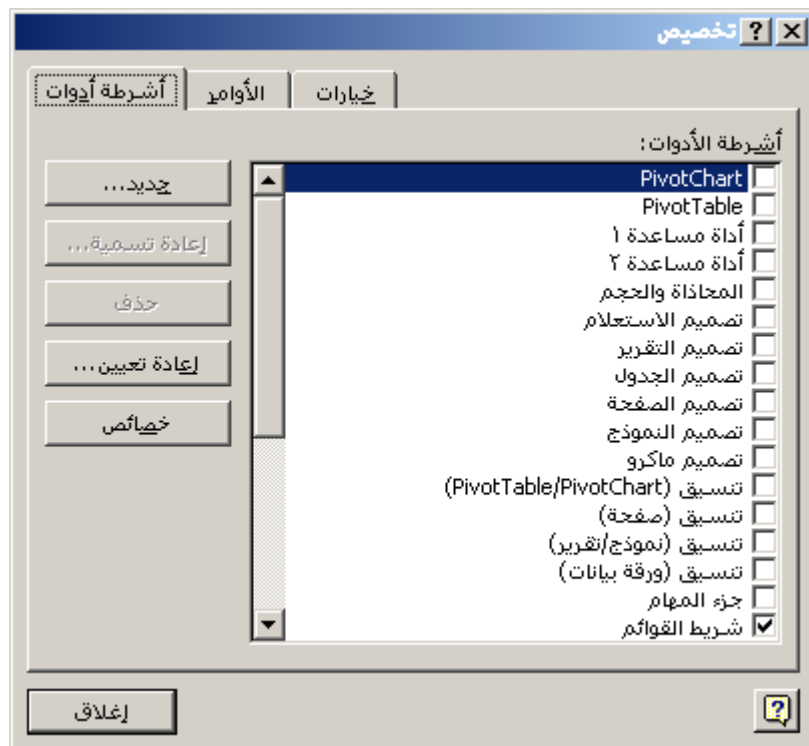 تخصيص
أشرطة أدوات
الأوامر
خيارات
أشرطة الأدوات:
PivotChart
PivotTable
أداة مساعدة ١
أداة مساعدة ٢
المحاذاة والحجم
تصميم الاستعلام
تصميم التقرير
تصميم الجدول
تصميم الصفحة
تصميم النموذج
تصميم ماكرو
تنسيق (PivotTable/PivotChart)
تنسيق (صفحة)
تنسيق (نموذج/تقرير)
تنسيق (ورقة بيانات)
جزء المهام
شريط القوائم
جديد...
إعادة تسمية...
حذف
إعادة تعيين...
خصائص
إغلاق